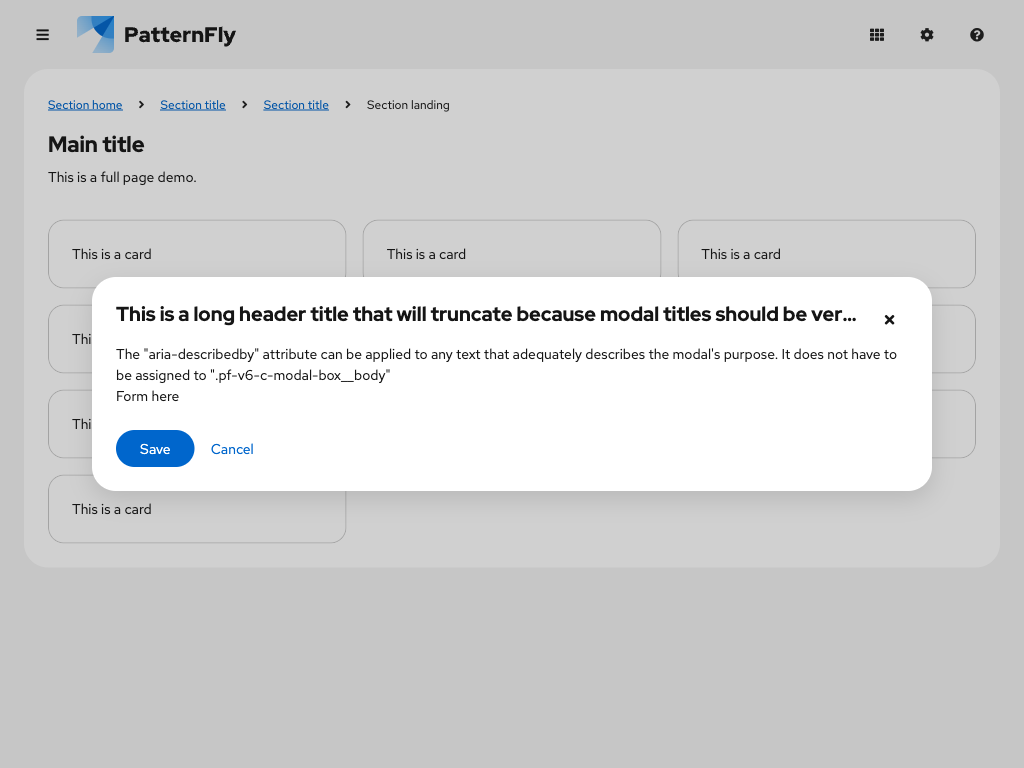 PatternFly
Section home Section title Section title Section landing
Main title
This is a full page demo.
This is a card This is a card This is a card
This is a long header title that will truncate because modal titles should be ver...
The "aria-describedby" attribute can be applied to any text that adequately describes the modal's purpose. It does not have to
be assigned to ".pf-v6-c-modal-box__body"
Form here
Save Cancel
Thi
Thi
This is a card